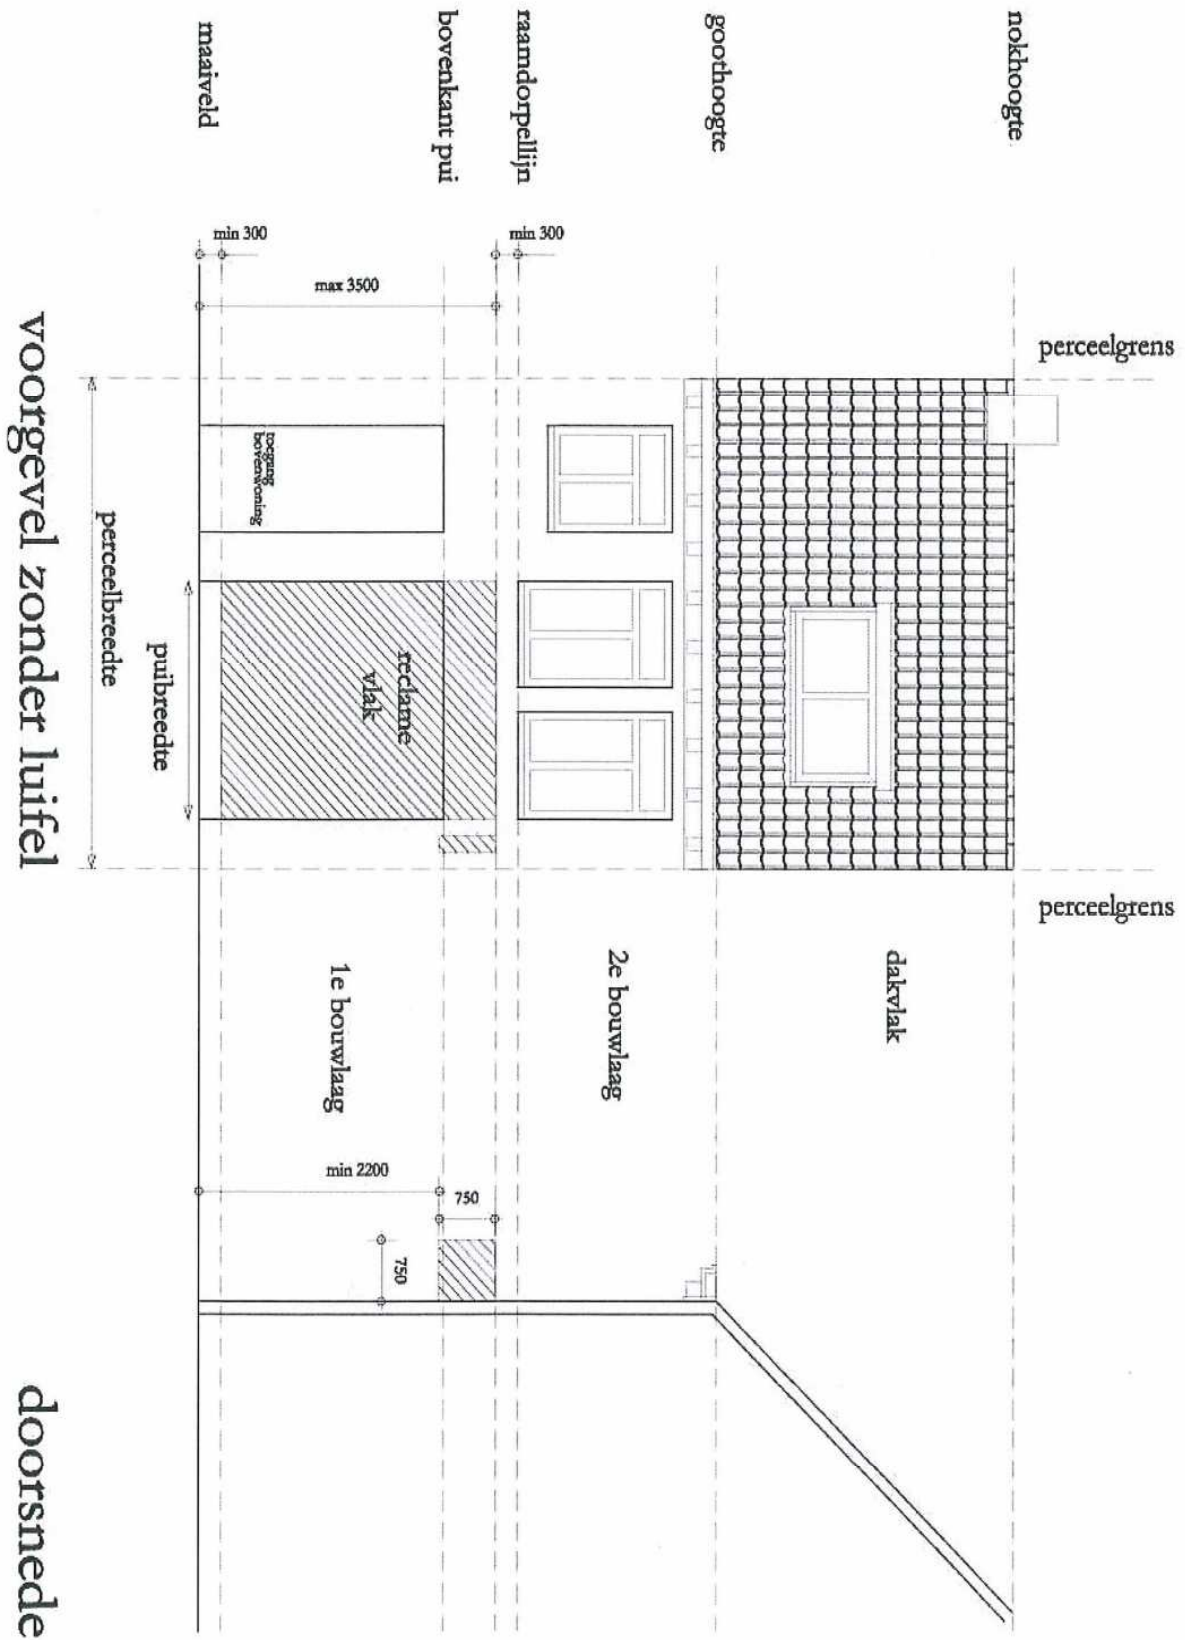 nokhoogte
goothoogte
raamdorpellijn
bovenkant pui
maaiveld
min 300
min 300
max 3500
perceelgrens
perceelgrens
toegang
bovenwoning
reclame
vlak
puibreedte
perceelbreedte
dakvlak
2e bouwlaag
1e bouwlaag
min 2200
750
750
voorgevel zonder luifel
doorsnede